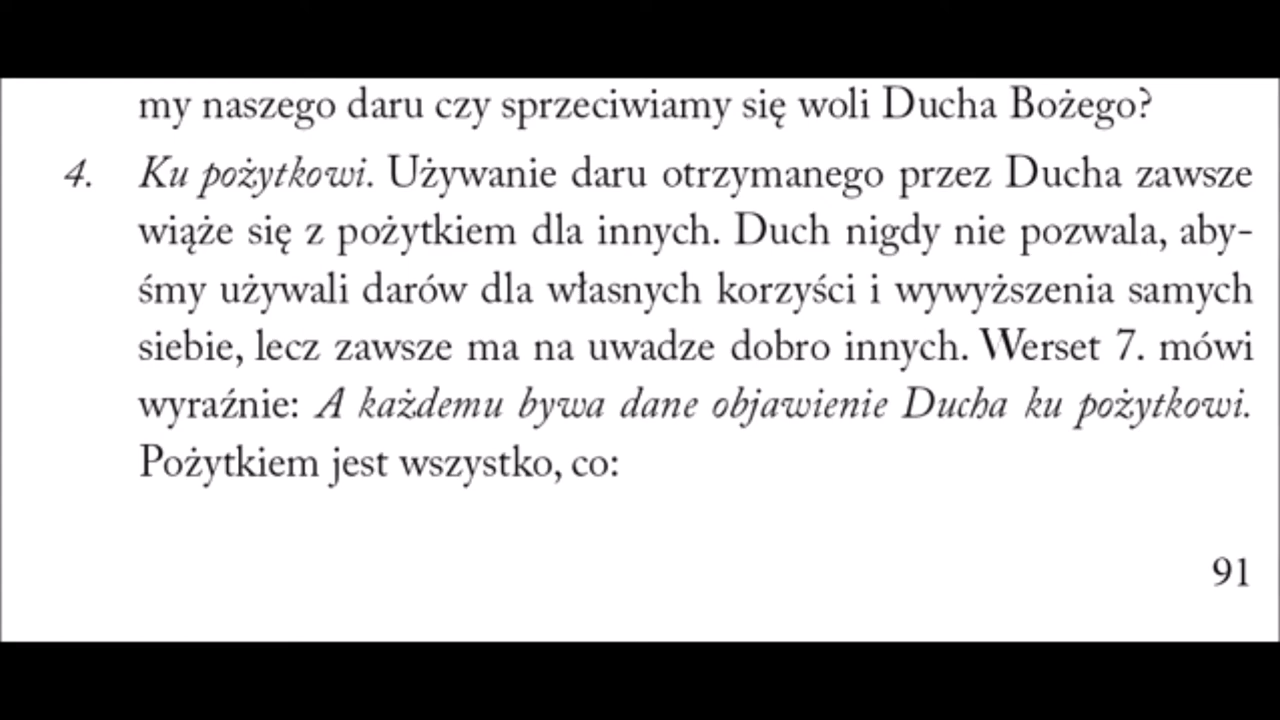 my naszego daru czy sprzeciwiamy się woli Ducha Bożego?
4. Ku pożytkowi. Używanie daru otrzymanego przez Ducha zawsze
wiąże się z pożytkiem dla innych. Duch nigdy nie pozwala, aby-
śmy używali darów dla własnych korzyści i wywyższenia samych
siebie, lecz zawsze ma na uwadze dobro innych. Werset 7. mówi
wyraźnie: A każdemu bywa dane objawienie Ducha ku pożytkowi.
Pożytkiem jest wszystko, co:
91